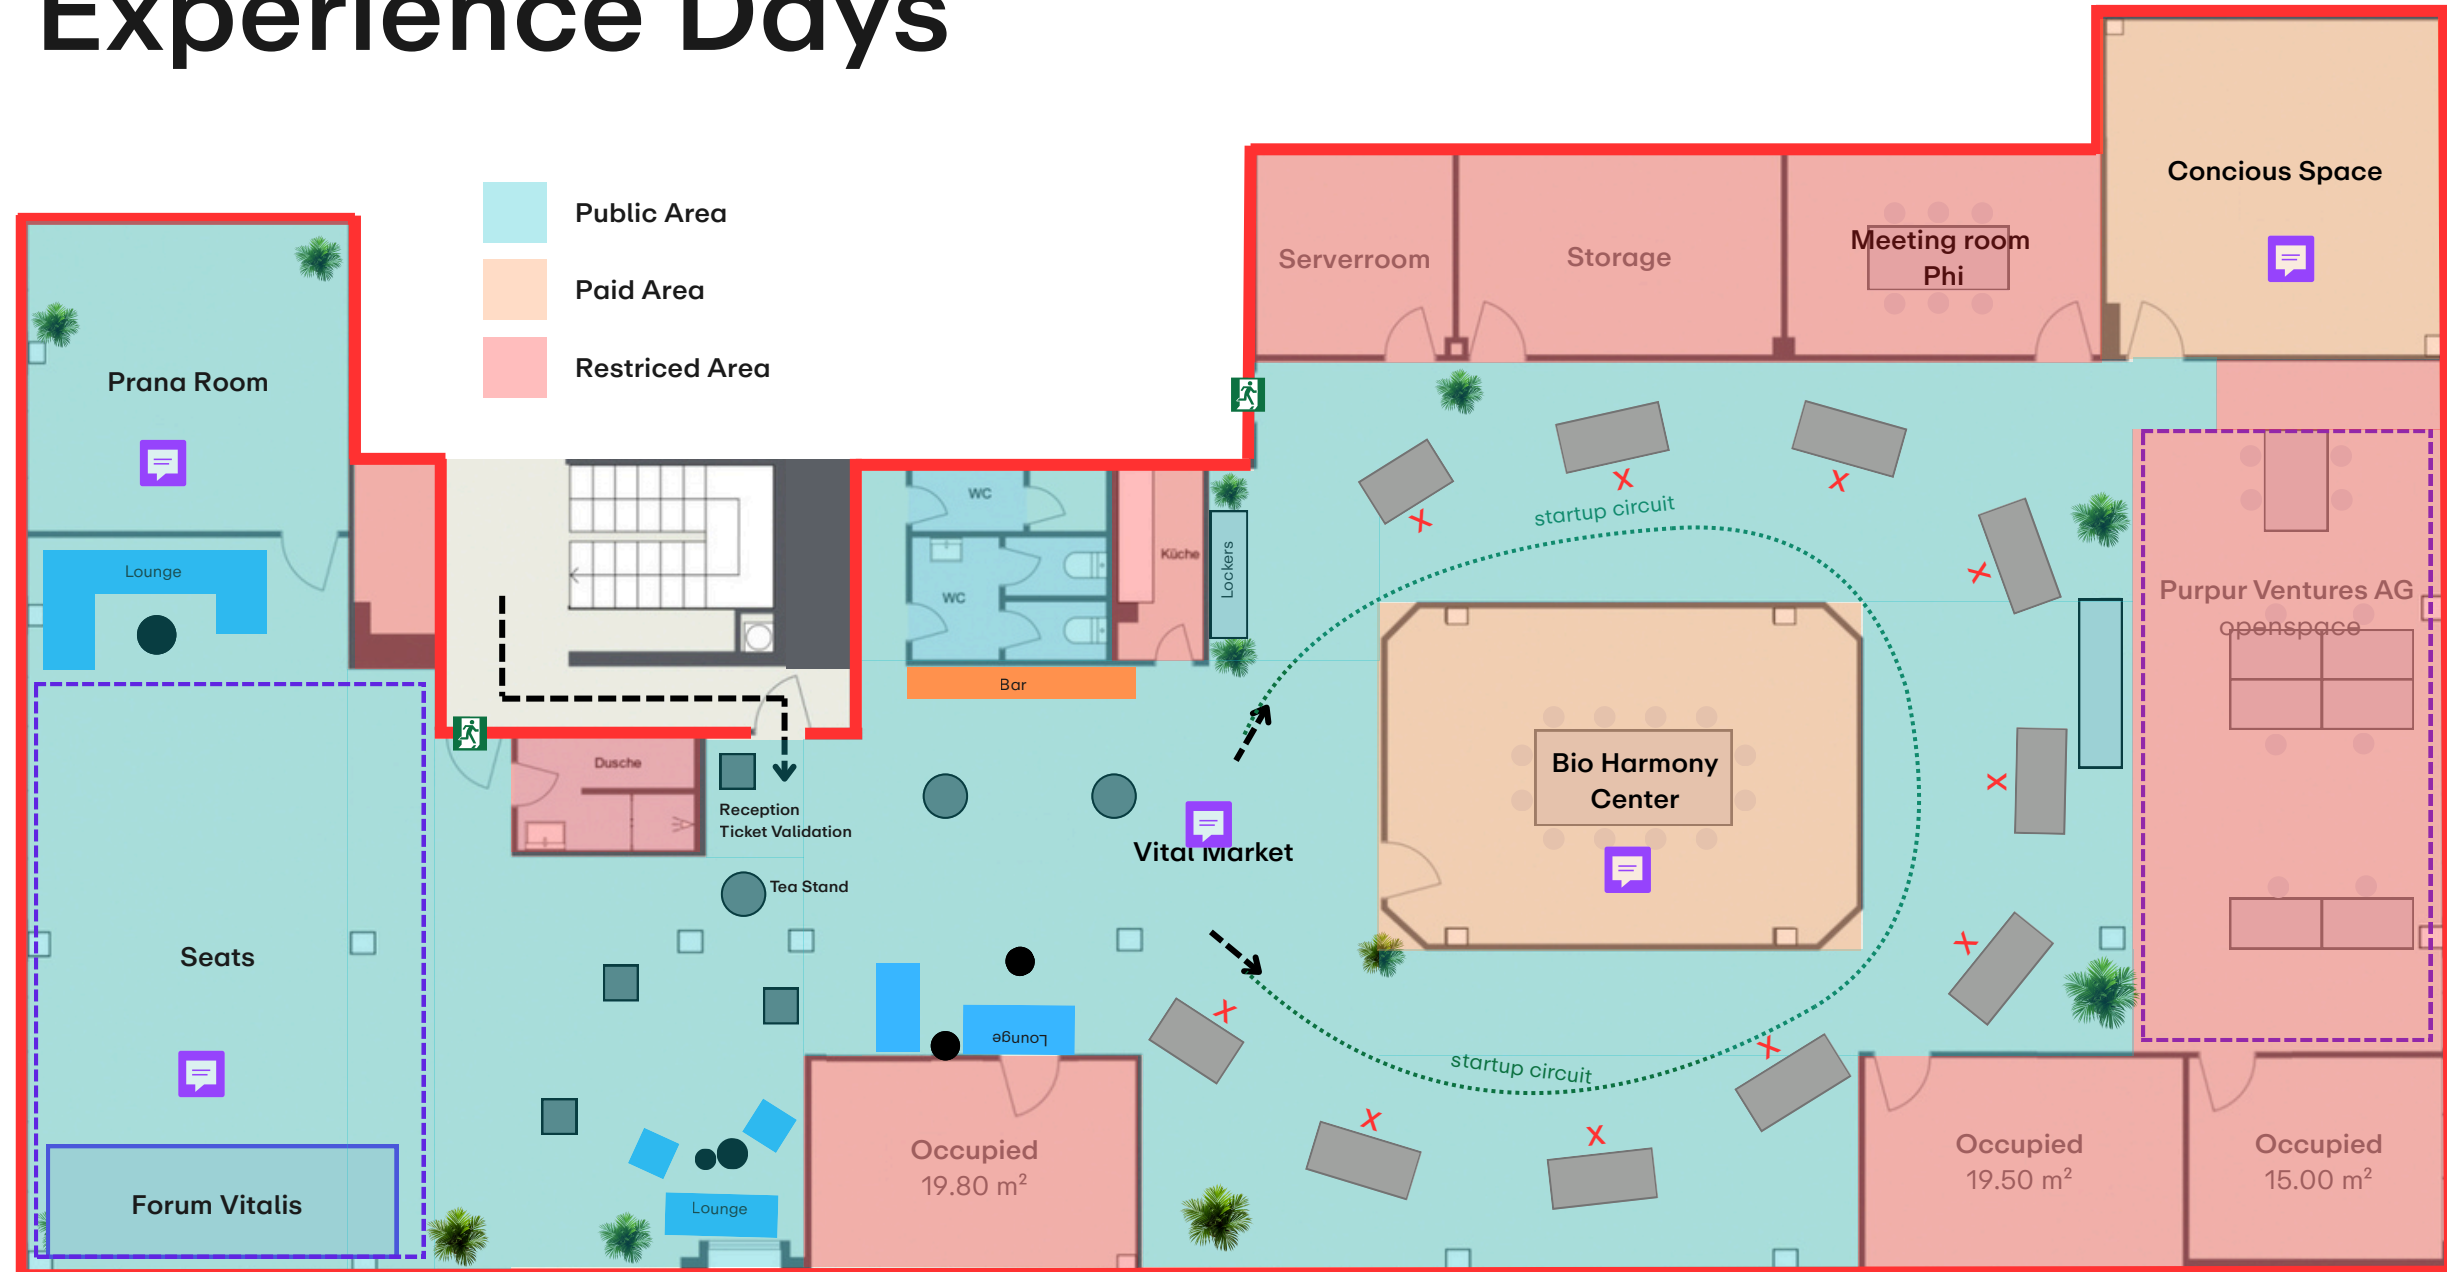 Experience Days
Public Area
Paid Area
Restriced Area
Concious Space
Serverroom
Storage
Meeting room
Phi
Prana Room
Lounge
WC
WC
Küche
Lockers
startup circuit
Purpur Ventures AG
openspace
Bar
Dusche
Reception
Ticket Validation
Tea Stand
Vital Market
Bio Harmony
Center
X
X
X
X
X
X
X
X
X
X
X
Seats
Lounge
startup circuit
Forum Vitalis
Lounge
Occupied
19.80 m²
Occupied
19.50 m²
Occupied
15.00 m²